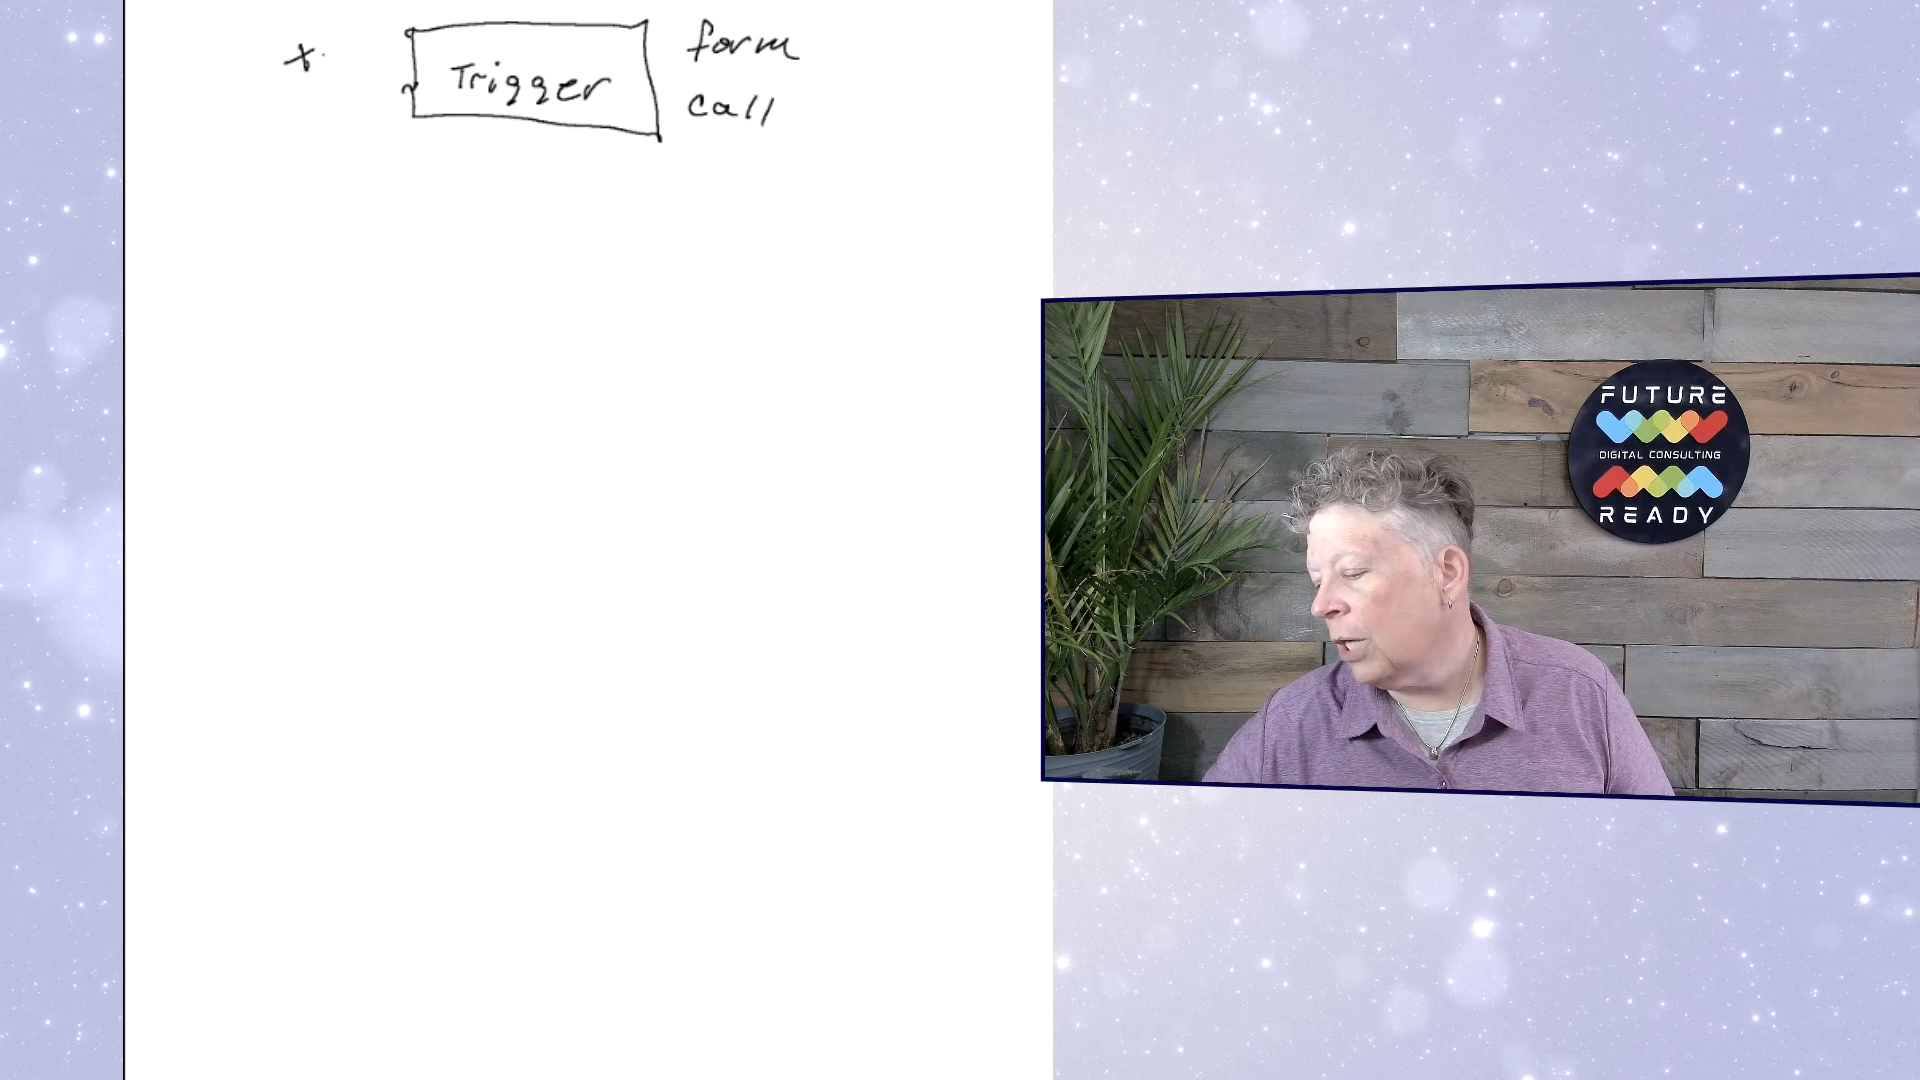 x.
Trigger
form
call
FUTURE
DIGITAL CONSULTING
READY